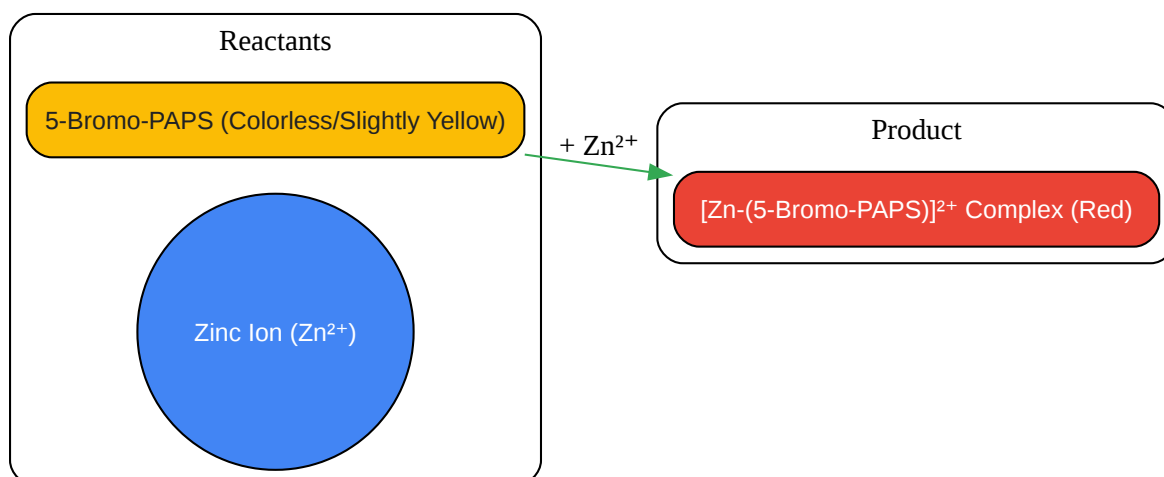 Reactants
5-Bromo-PAPS (Colorless/Slightly Yellow)
Zinc Ion (Zn²⁺)
+ Zn²⁺
Product
[Zn-(5-Bromo-PAPS)]²⁺ Complex (Red)